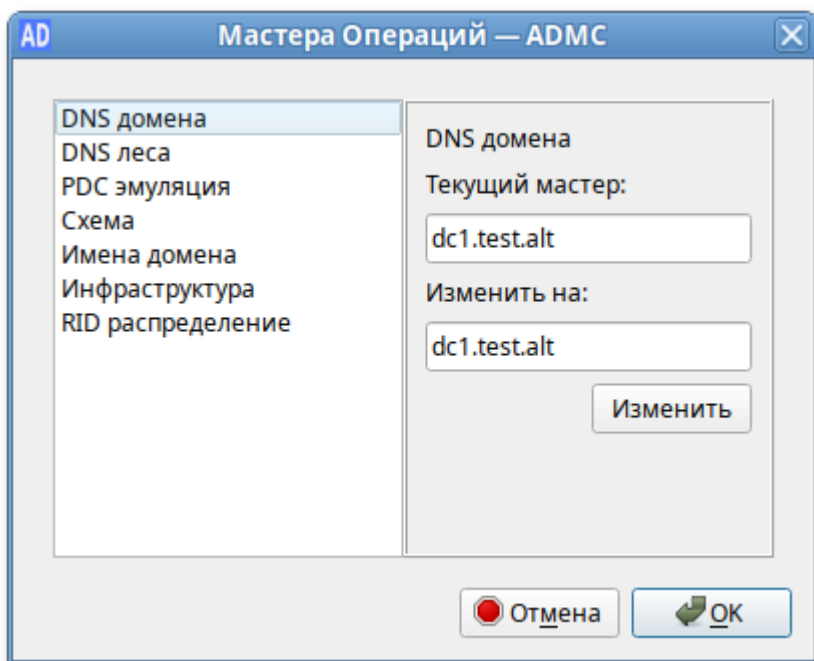 AD Мастера Операций — ADMC
DNS домена
DNS леса
PDC эмуляция
Схема
Имена домена
Инфраструктура
RID распределение
DNS домена
Текущий мастер:
dc1.test.alt
Изменить на:
dc1.test.alt
Изменить
Отмена
OK